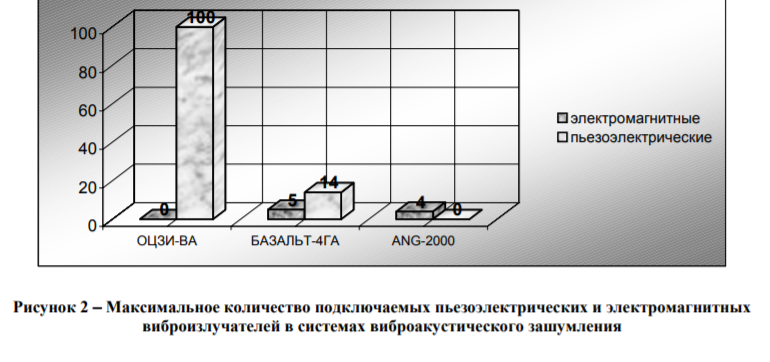 100
100
80
60
40
20
0
0
5
14
4
0
ОЦЗИ-ВА
БАЗАЛЬТ-4ГА
ANG-2000
электромагнитные
пьезоэлектрические
Рисунок 2 – Максимальное количество подключаемых пьезоэлектрических и электромагнитных
виброизлучателей в системах виброакустического зашумления